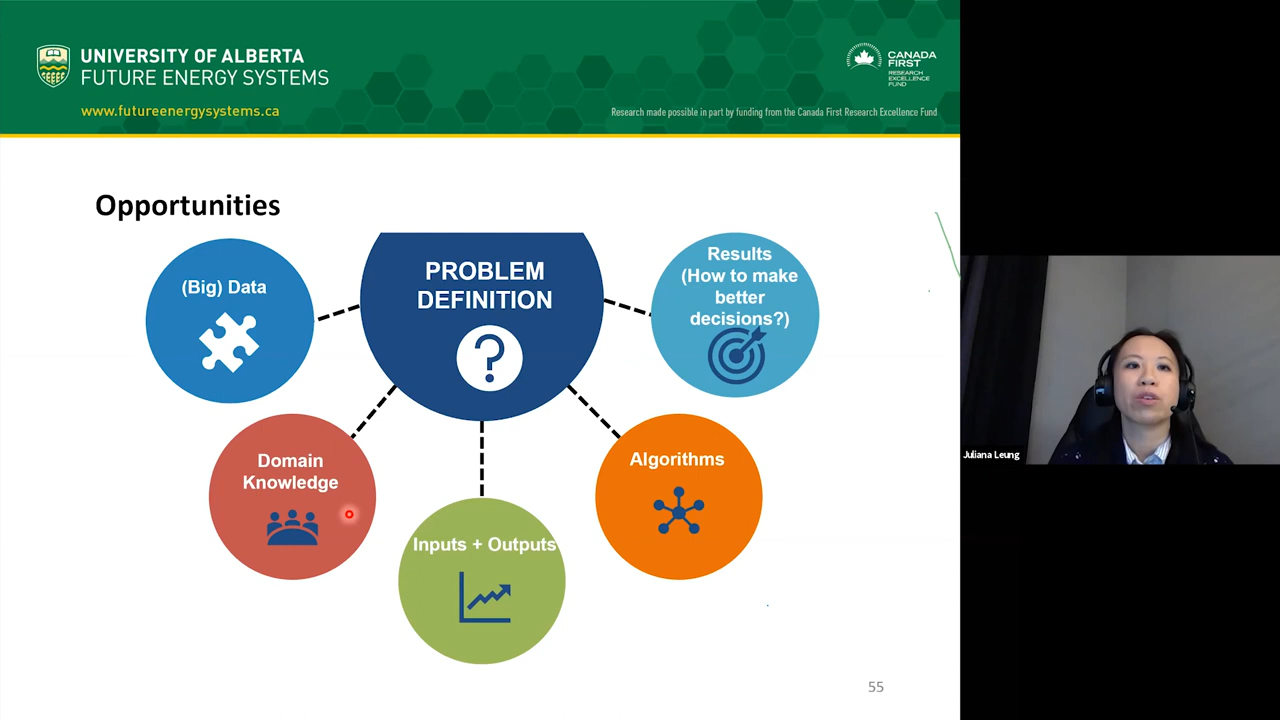 UNIVERSITY OF ALBERTA
FUTURE ENERGY SYSTEMS
www.futureenergysystems.ca
CANADA
FIRST
RESEARCH
EXCELLENCE
FUND
Research made possible in part by funding from the Canada First Research Excellence Fund
Opportunities
(Big) Data
PROBLEM
DEFINITION
?
Results
(How to make
better
decisions?)
Domain
Knowledge
Inputs + Outputs
Algorithms
55
Juliana Leung